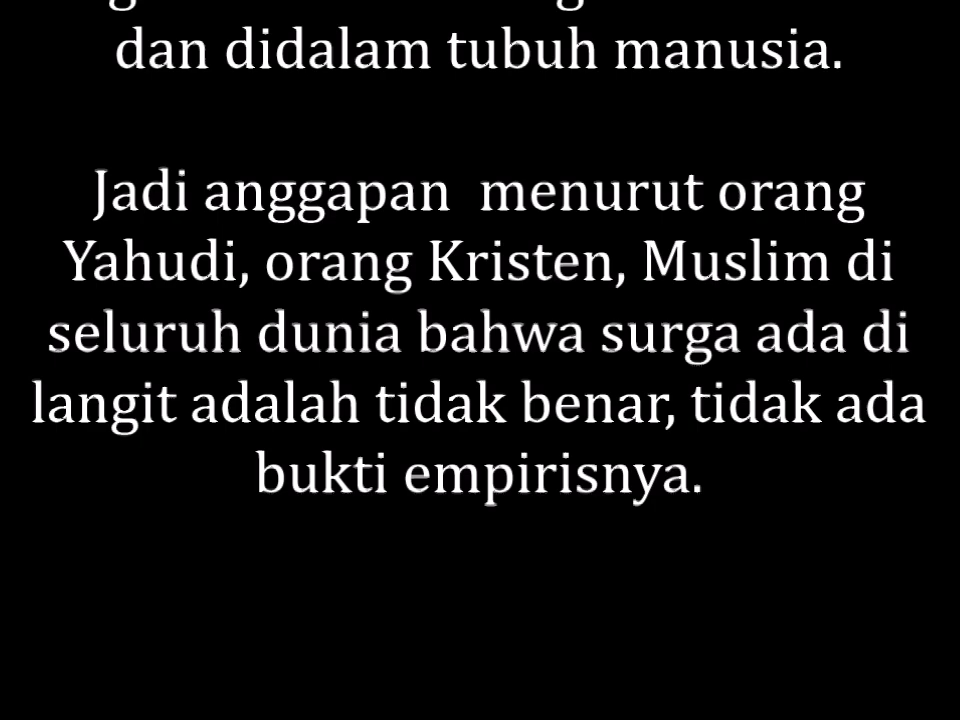 dan didalam tubuh manusia.
Jadi anggapan  menurut orang
Yahudi, orang Kristen, Muslim di
seluruh dunia bahwa surga ada di
langit adalah tidak benar, tidak ada
bukti empirisnya.